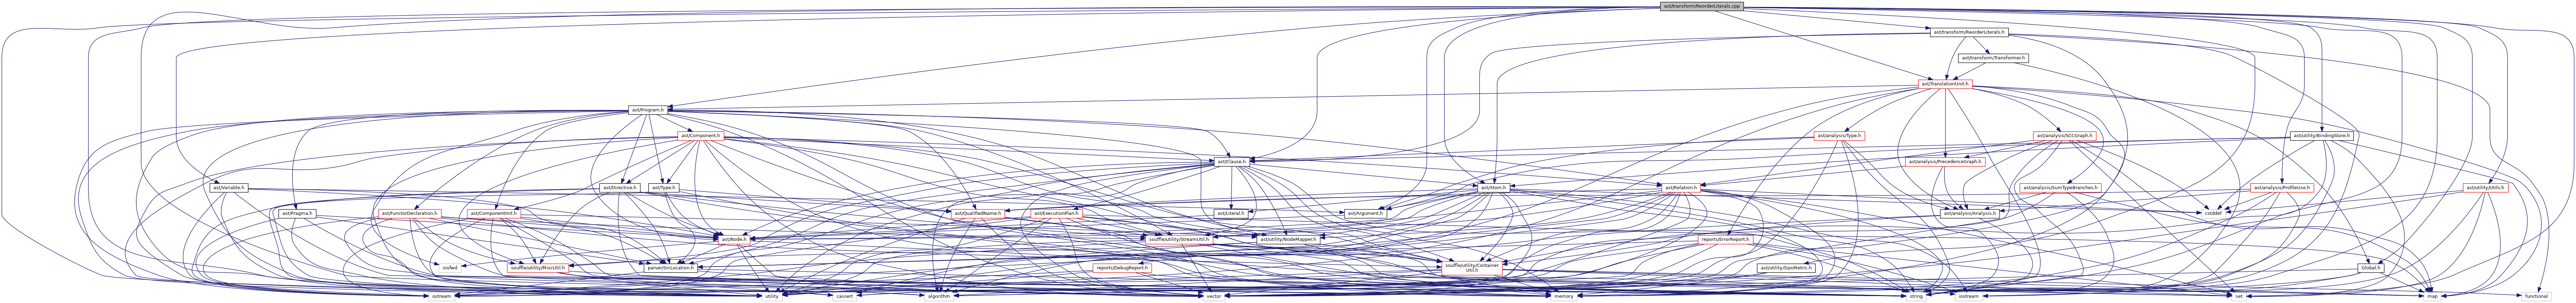 ast/transform/ReorderLiterals.cpp
ast/transform/ReorderLiterals.h
ast/transform/Transformer.h
ast/TranslationUnit.h
ast/Program.h
ast/Component.h
ast/analysis/Type.h
ast/analysis/SCCGraph.h
ast/utility/BindingStore.h
ast/Clause.h
ast/analysis/PrecedenceGraph.h
ast/Variable.h
ast/Directive.h
ast/Type.h
ast/Atom.h
ast/Relation.h
ast/analysis/SumTypeBranches.h
ast/analysis/ProfileUse.h
ast/utility/Utils.h
ast/Pragma.h
ast/FunctorDeclaration.h
ast/ComponentInit.h
ast/QualifiedName.h
ast/ExecutionPlan.h
ast/Literal.h
ast/Argument.h
ast/analysis/Analysis.h
cstddef
ast/Node.h
souffle/utility/StreamUtil.h
ast/utility/NodeMapper.h
reports/ErrorReport.h
iosfwd
souffle/utility/MiscUtil.h
parser/SrcLocation.h
reports/DebugReport.h
souffle/utility/Container
Util.h
ast/utility/SipsMetric.h
Global.h
ostream
utility
cassert
algorithm
vector
memory
string
iostream
set
map
functional